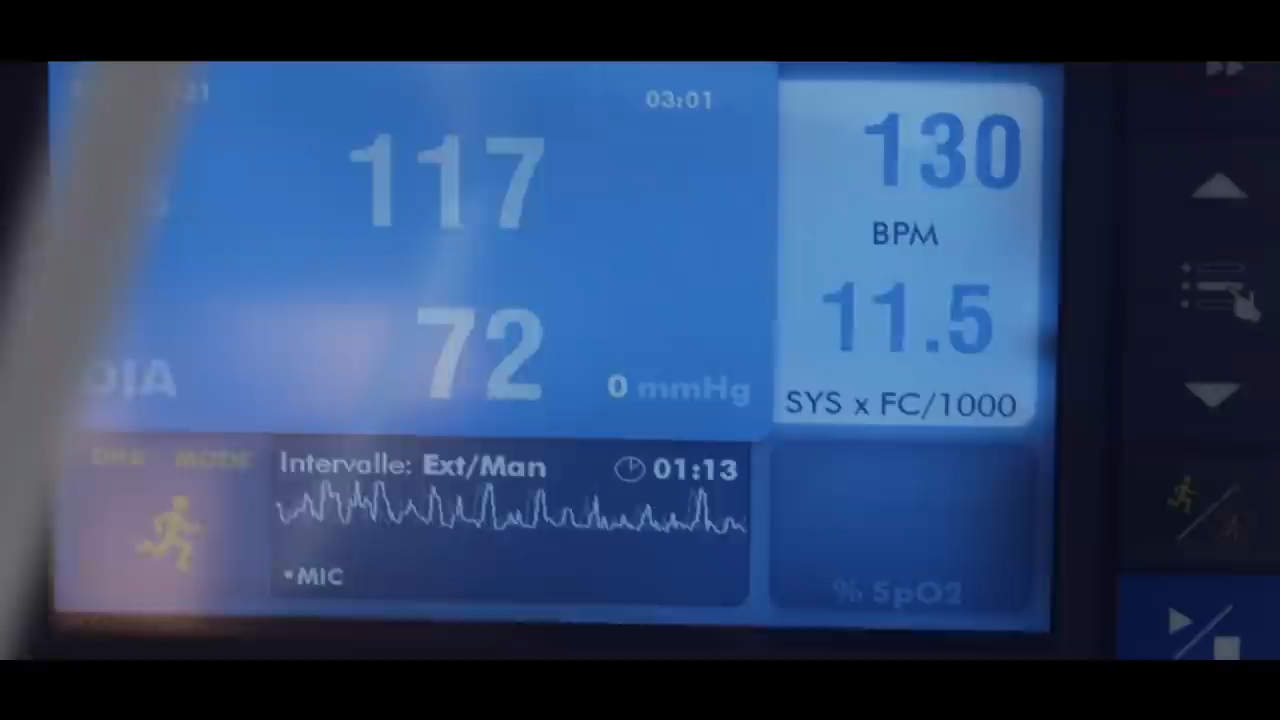 03:01
117
130
BPM
11.5
SYS x FC/1000
DIA
72
0 mmHg
MODE
Intervalle: Ext/Man
01:13
•MIC
% SpO2